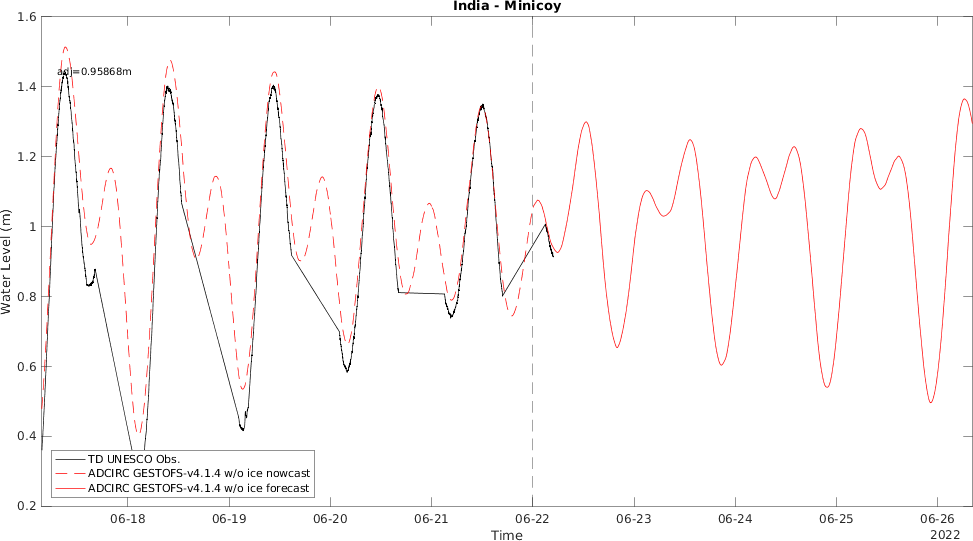 India - Minicoy
1.6
adj=0.95868m
1.4
1.2
1
0.8
0.6
0.4
0.2
Water Level (m)
TD UNESCO Obs.
ADCIRC GESTOFS-v4.1.4 w/o ice nowcast
ADCIRC GESTOFS-v4.1.4 w/o ice forecast
06-18 06-19 06-20 06-21 06-22 06-23 06-24 06-25 06-26
Time
2022